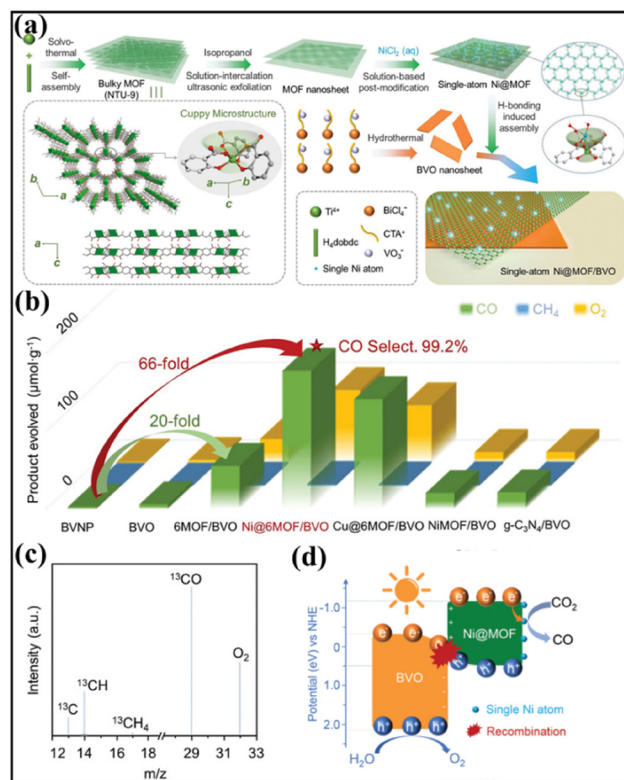 (a)
Solvo-
thermal
Self-
assembly
Bulky MOF
(NTU-9)
Isopropanol
Solution-intercalation
ultrasonic exfoliation
MOF nanosheet
NiCl₂ (aq)
Solution-based
post-modification
Single-atom Ni@MOF
H-bonding
induced
assembly
Cuppy Microstructure
b
a
a
b
c
a
c
Hydrothermal
BVO nanosheet
Ti⁴⁺
H₄dobdc
BiCl₄⁻
CTA⁺
VO₃⁻
Single Ni atom
Single-atom Ni@MOF/BVO
(b)
CO CH₄ O₂
Product evolved (μmol·g⁻¹)
200
100
0
66-fold
20-fold
CO Select. 99.2%
BVNP BVO 6MOF/BVO Ni@6MOF/BVO Cu@6MOF/BVO NiMOF/BVO g-C₃N₄/BVO
(c)
Intensity (a.u.)
¹³C
¹³CH
¹³CH₄
¹³CO
O₂
12 14 16 29 31 33
m/z
(d)
Potential (eV) vs NHE
-1.0
0
1.0
2.0
e⁻ e⁻ e⁻
e⁻ e⁻ e⁻
BVO
Ni@MOF
h⁺ h⁺ h⁺
h⁺ h⁺ h⁺
CO₂
CO
H₂O
O₂
Single Ni atom
Recombination